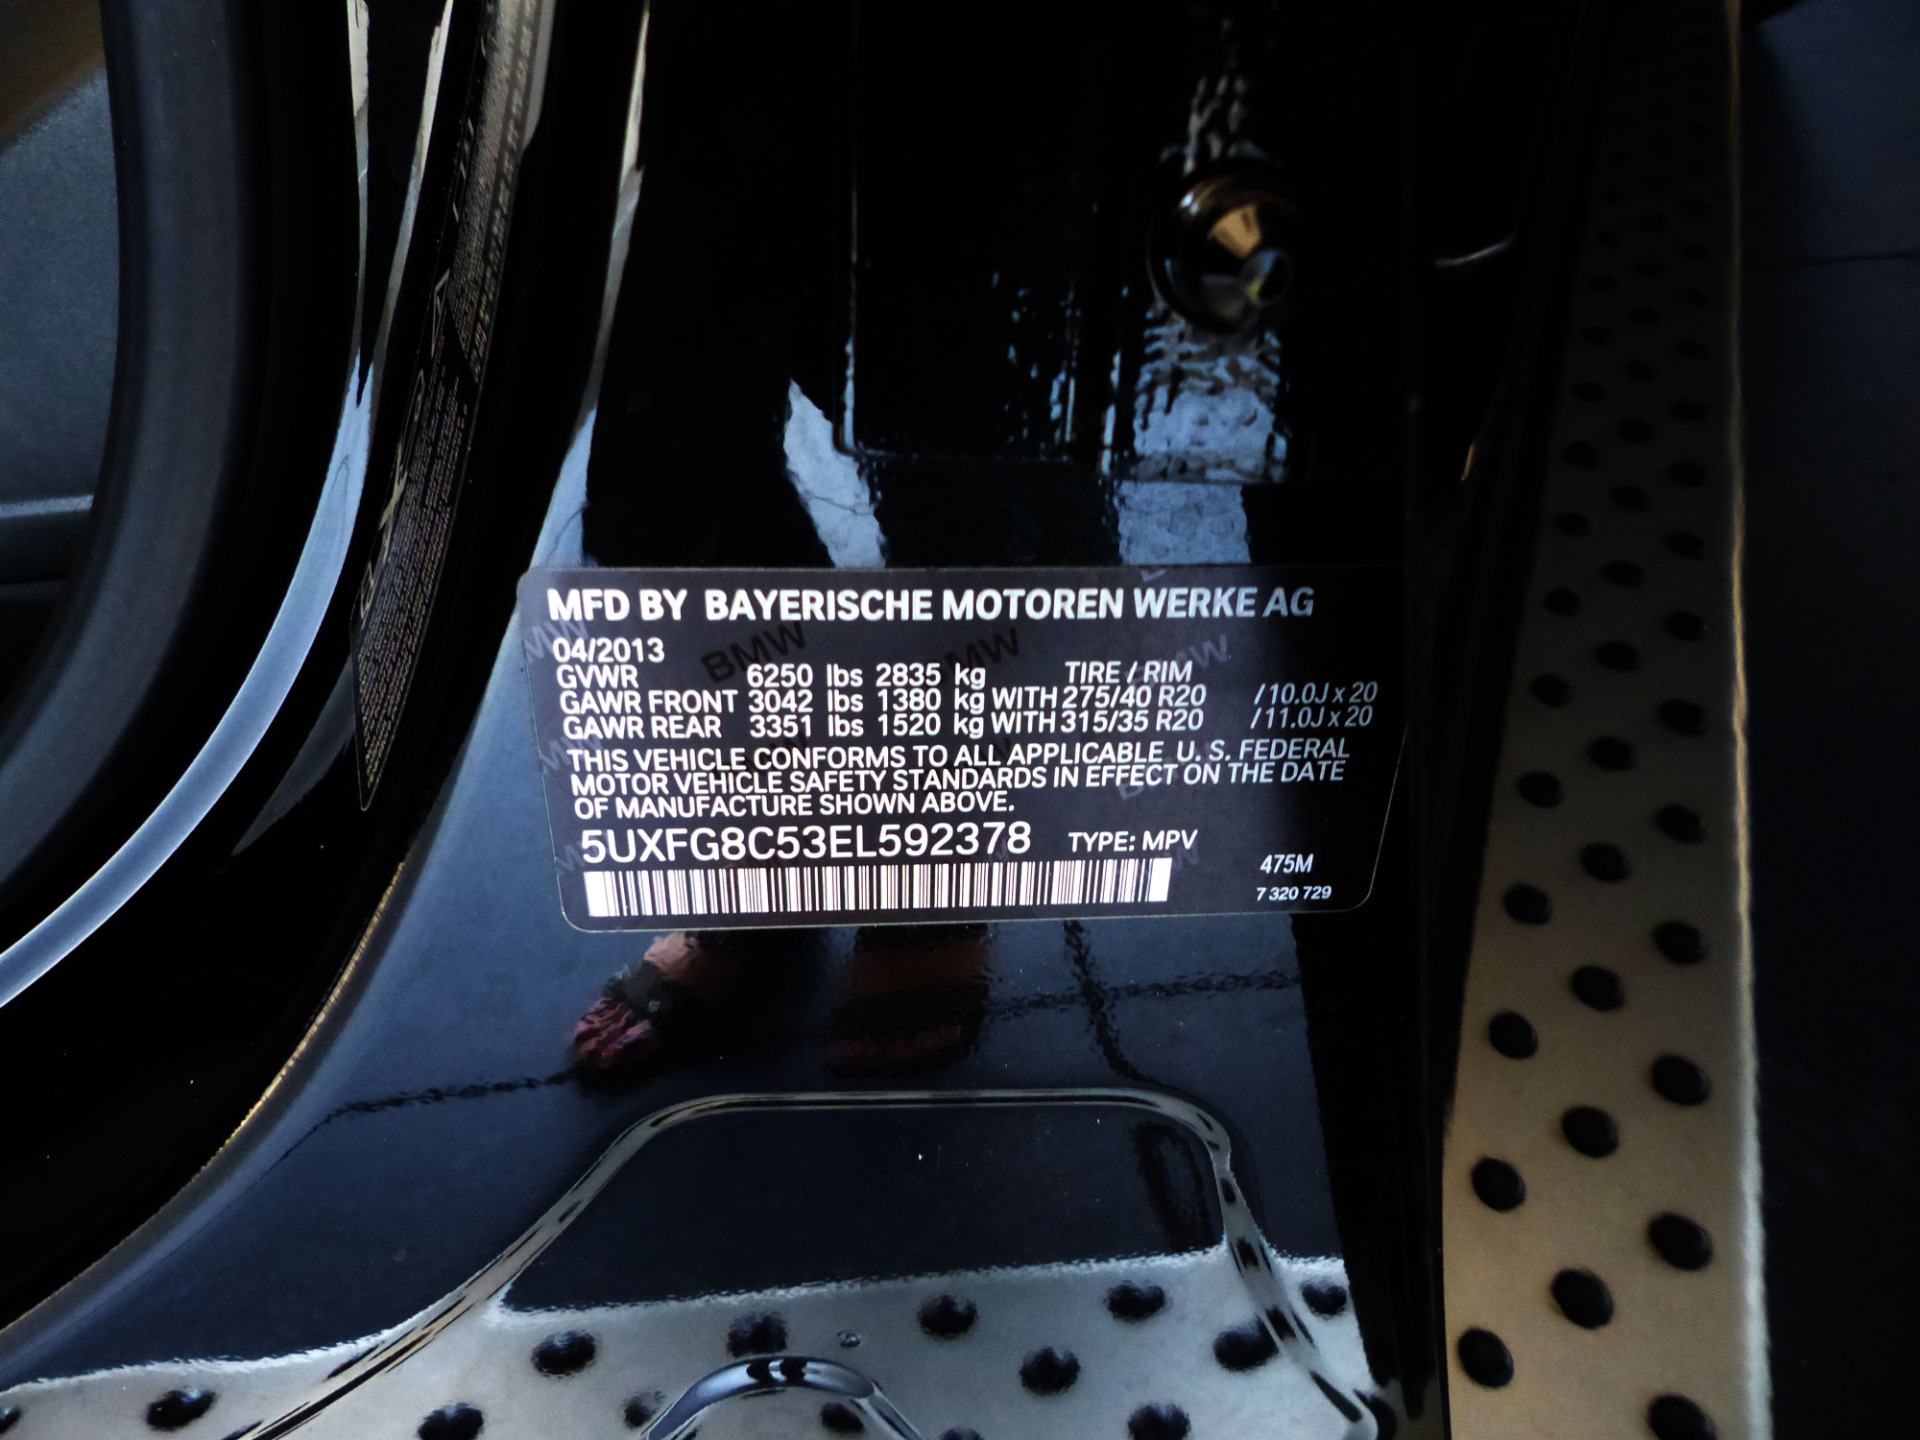 MFD BY BAYERISCHE MOTOREN WERKE AG
04/2013
GVWR 6250 lbs 2835 kg TIRE / RIM
GAWR FRONT 3042 lbs 1380 kg WITH 275/40 R20 / 10.0J x 20
GAWR REAR 3351 lbs 1520 kg WITH 315/35 R20 / 11.0J x 20
THIS VEHICLE CONFORMS TO ALL APPLICABLE U. S. FEDERAL
MOTOR VEHICLE SAFETY STANDARDS IN EFFECT ON THE DATE
OF MANUFACTURE SHOWN ABOVE.
5UXFG8C53EL592378 TYPE: MPV
475M
7 320 729
BMW
BMW
BMW